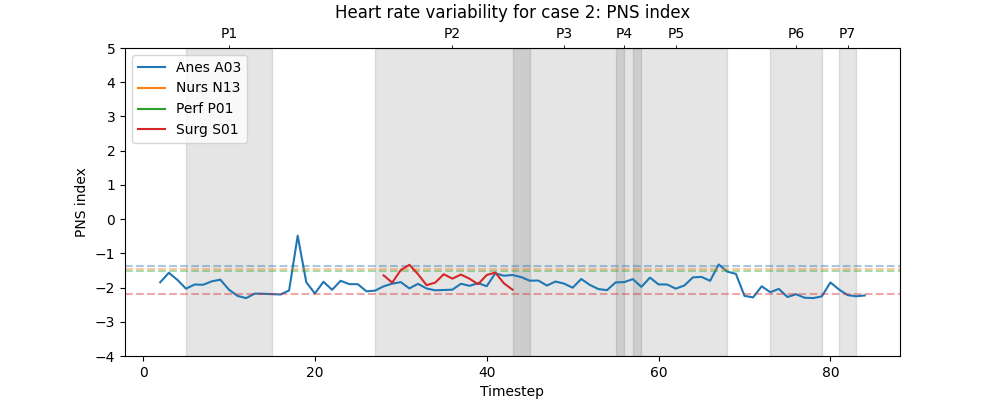 Heart rate variability for case 2: PNS index
P1 P2 P3 P4 P5 P6 P7
5
4
3
2
1
0
−1
−2
−3
−4
PNS index
Anes A03
Nurs N13
Perf P01
Surg S01
0 20 40 60 80
Timestep